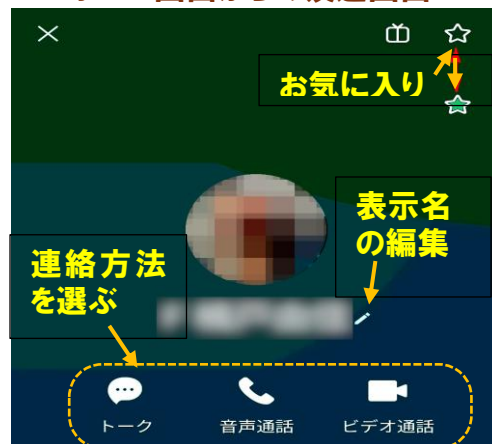 お気に入り
表示名
の編集
連絡方法
を選ぶ
トーク
音声通話
ビデオ通話